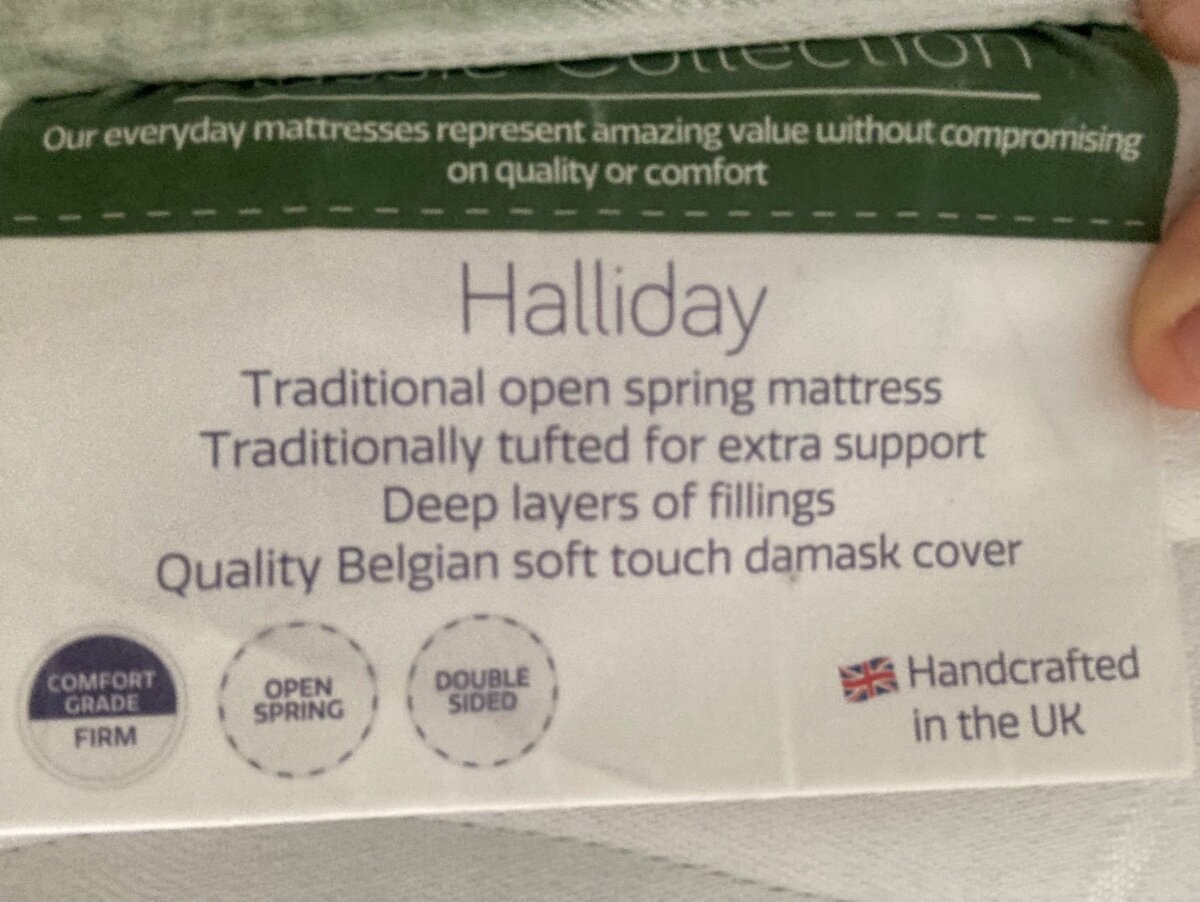 Collection
Our everyday mattresses represent amazing value without compromising
on quality or comfort
Halliday
Traditional open spring mattress
Traditionally tufted for extra support
Deep layers of fillings
Quality Belgian soft touch damask cover
COMFORT
GRADE
FIRM
OPEN
SPRING
DOUBLE
SIDED
Handcrafted
in the UK